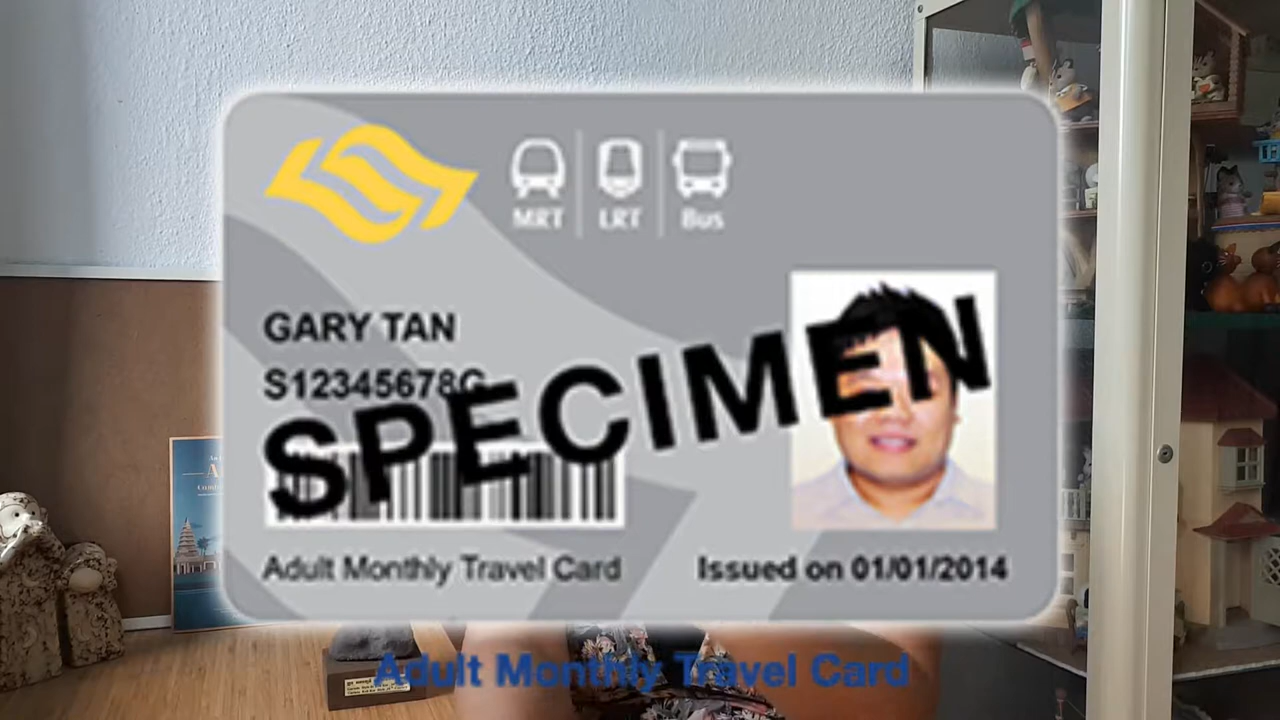 MRT LRT Bus
GARY TAN
S12345678G
SPECIMEN
Adult Monthly Travel Card
Issued on 01/01/2014
Adult Monthly Travel Card